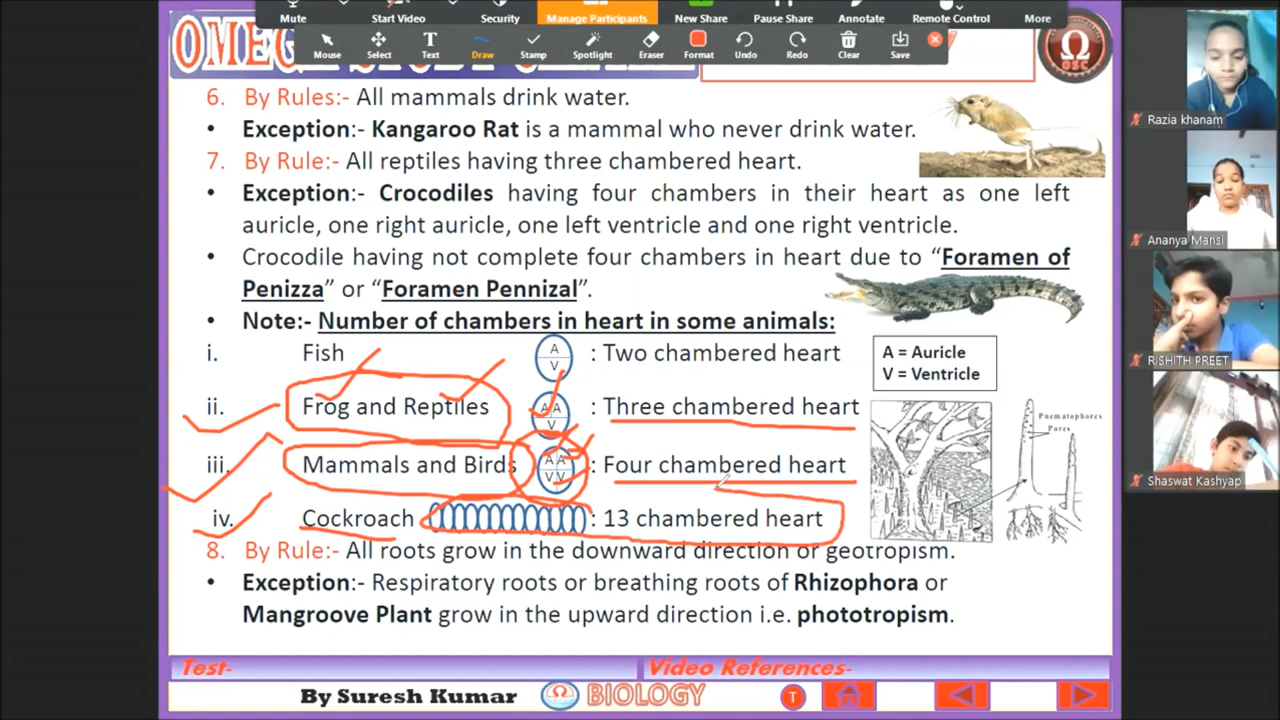 Mute
Start Video
Security
Manage Participants
New Share
Pause Share
Annotate
Remote Control
More
Mouse
Select
Text
Draw
Stamp
Spotlight
Eraser
Format
Undo
Redo
Clear
Save
OMEG
OSC
6. By Rules:- All mammals drink water.
• Exception:- Kangaroo Rat is a mammal who never drink water.
7. By Rule:- All reptiles having three chambered heart.
• Exception:- Crocodiles having four chambers in their heart as one left
auricle, one right auricle, one left ventricle and one right ventricle.
• Crocodile having not complete four chambers in heart due to “Foramen of
Penizza” or “Foramen Pennizal”.
• Note:- Number of chambers in heart in some animals:
i. Fish A V : Two chambered heart
A = Auricle
V = Ventricle
ii. Frog and Reptiles A A V : Three chambered heart
iii. Mammals and Birds A A V V : Four chambered heart
iv. Cockroach : 13 chambered heart
Pneumatophores
Pores
8. By Rule:- All roots grow in the downward direction or geotropism.
• Exception:- Respiratory roots or breathing roots of Rhizophora or
Mangroove Plant grow in the upward direction i.e. phototropism.
Test-
Video References-
By Suresh Kumar
BIOLOGY
T
Razia khanam
Ananya Mansi
RISHITH PREET
Shaswat Kashyap